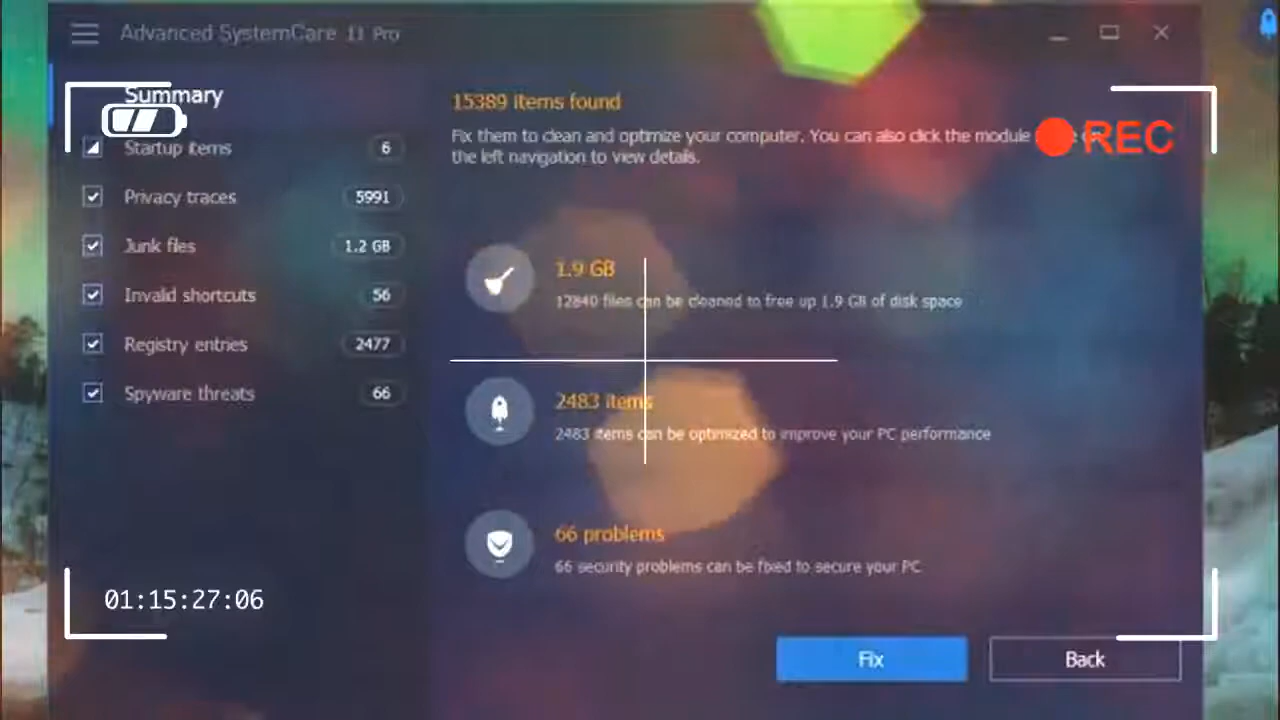 Advanced SystemCare 11 Pro
Summary
Startup items 6
Privacy traces 5991
Junk files 1.2 GB
Invalid shortcuts 56
Registry entries 2477
Spyware threats 66
15389 items found
Fix them to clean and optimize your computer. You can also click the module
the left navigation to view details.
REC
1.9 GB
12840 files can be cleaned to free up 1.9 GB of disk space
2483 items
2483 items can be optimized to improve your PC performance
66 problems
66 security problems can be fixed to secure your PC
01:15:27:06
Fix
Back